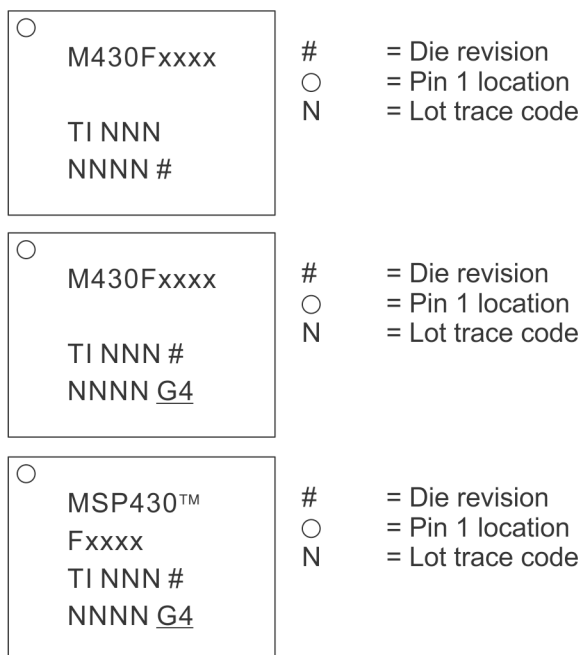 M430Fxxxx
TI NNN
NNNN #
# = Die revision
○ = Pin 1 location
N = Lot trace code
M430Fxxxx
TI NNN #
NNNN G4
# = Die revision
○ = Pin 1 location
N = Lot trace code
MSP430™
Fxxxx
TI NNN #
NNNN G4
# = Die revision
○ = Pin 1 location
N = Lot trace code